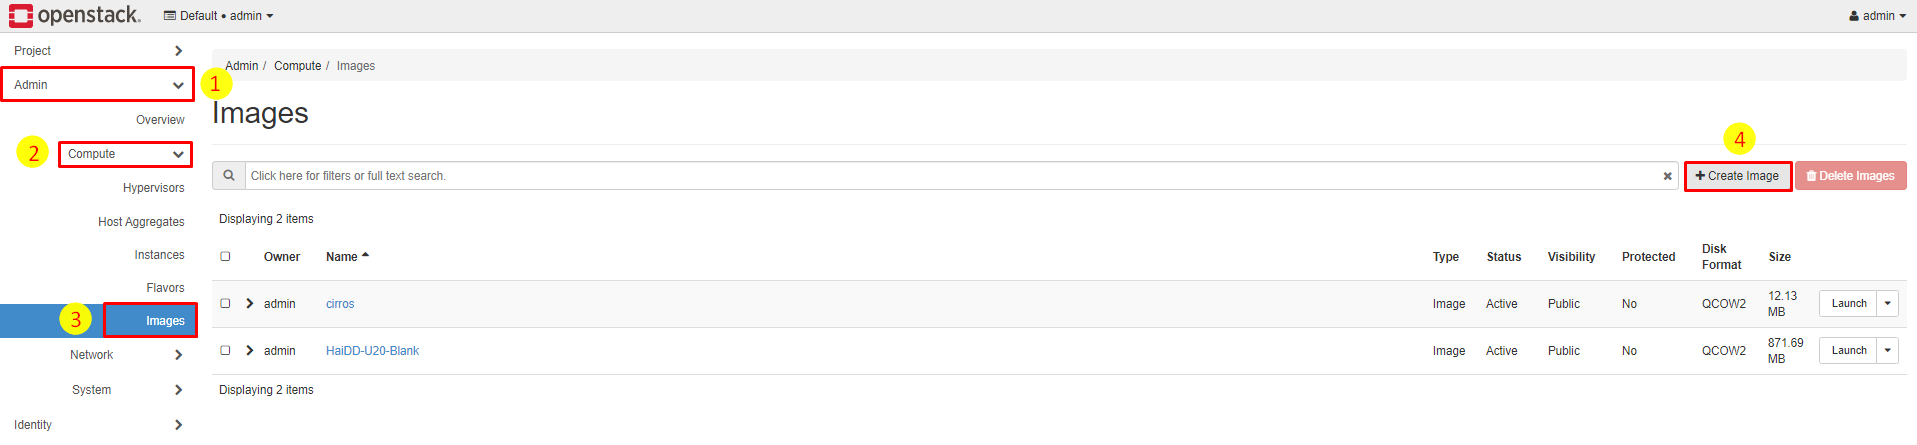 openstack. Default • admin admin
Project
Admin
1
Overview
2 Compute
Hypervisors
Host Aggregates
Instances
Flavors
3 Images
Network
System
Identity
Admin / Compute / Images
Images
4
Click here for filters or full text search. ✖ + Create Image Delete Images
Displaying 2 items
Owner Name Type Status Visibility Protected Disk Format Size
admin cirros Image Active Public No QCOW2 12.13 MB Launch
admin HaiDD-U20-Blank Image Active Public No QCOW2 871.69 MB Launch
Displaying 2 items